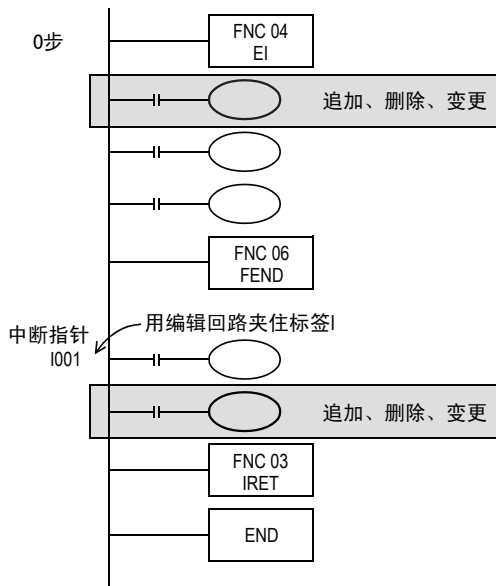 0步
FNC 04
EI
追加、删除、变更
FNC 06
FEND
用编辑回路夹住标签I
中断指针
I001
追加、删除、变更
FNC 03
IRET
END